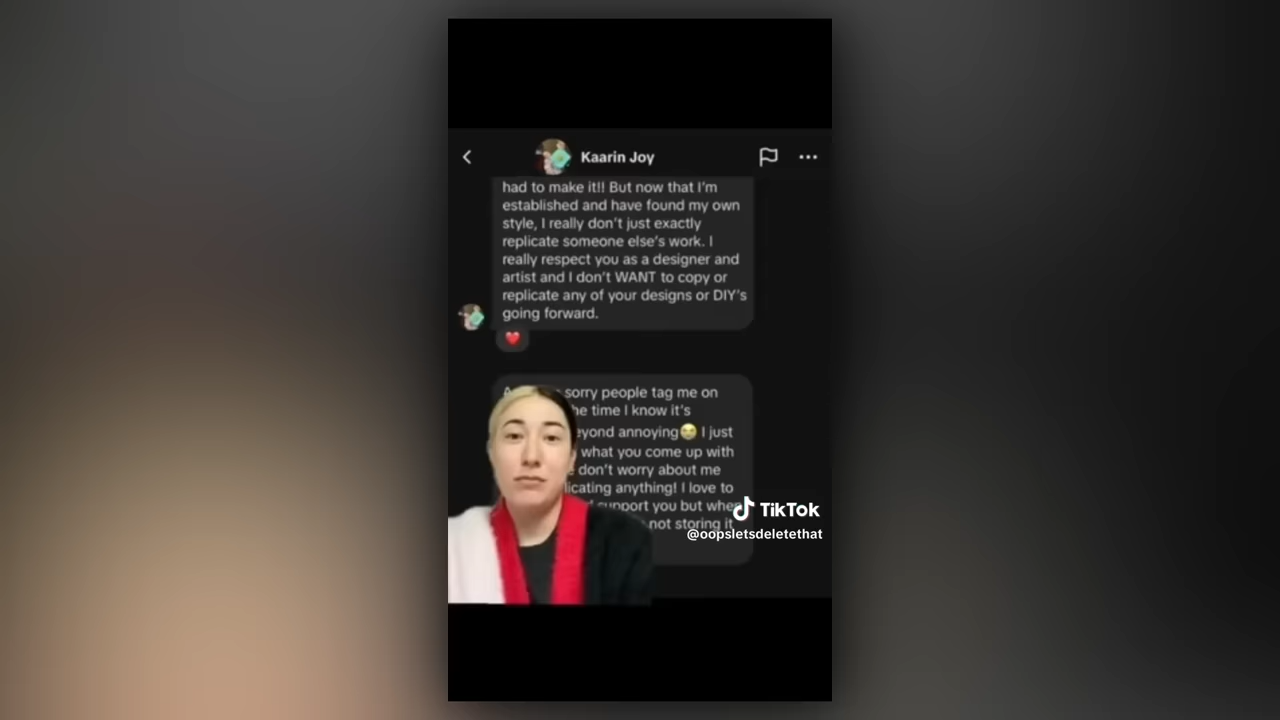 Kaarin Joy
had to make it!! But now that I'm
established and have found my own
style, I really don't just exactly
replicate someone else's work. I
really respect you as a designer and
artist and I don't WANT to copy or
replicate any of your designs or DIY's
going forward.
sorry people tag me on
time I know it's
annoying😭 I just
what you come up with
don't worry about me
anything! I love to
support you but when
not storing it
TikTok
@oopsletsdeletethat